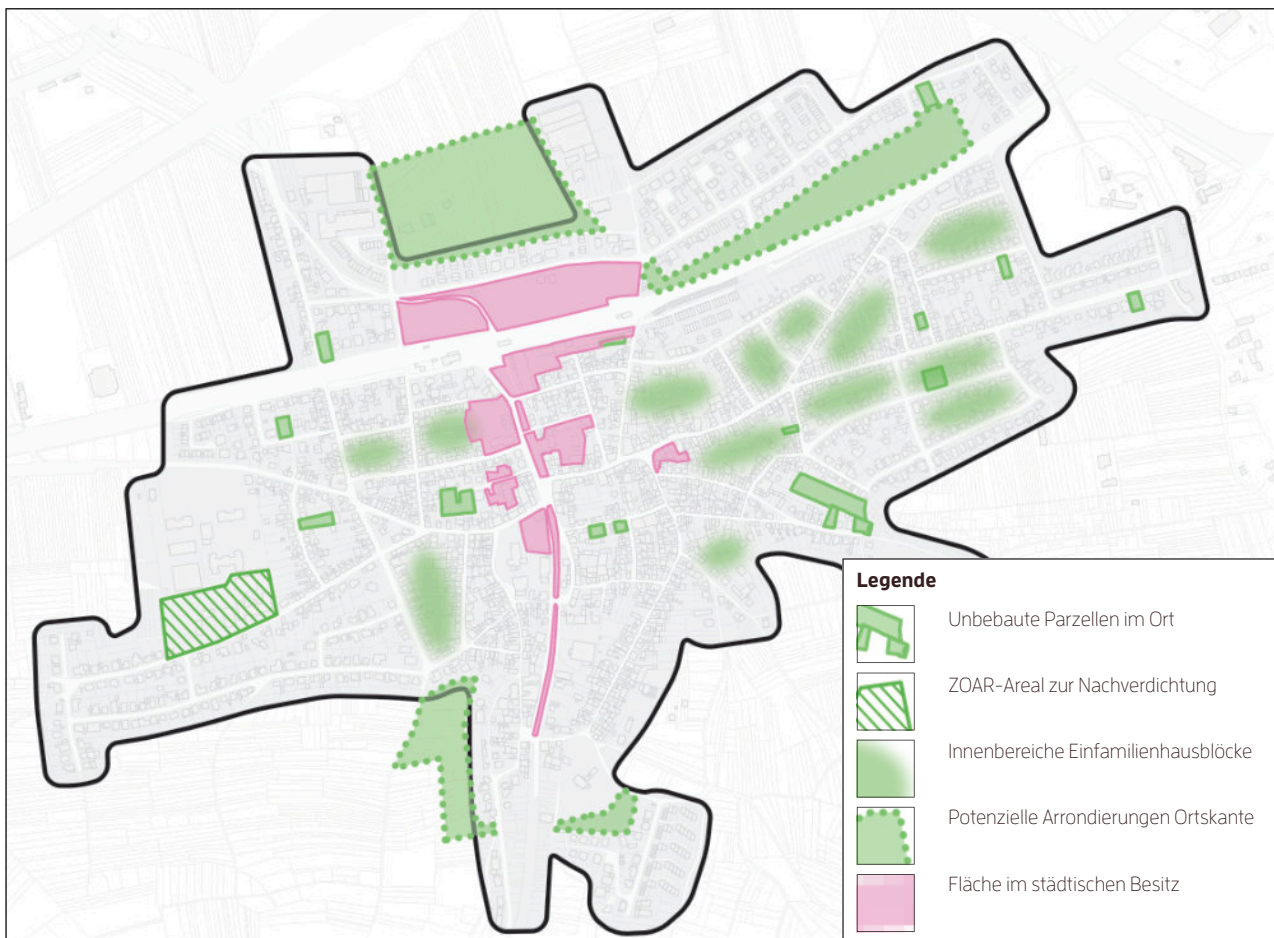 Legende
Unbebaute Parzellen im Ort
ZOAR-Areal zur Nachverdichtung
Innenbereiche Einfamilienhausblöcke
Potenzielle Arrondierungen Ortskante
Fläche im städtischen Besitz